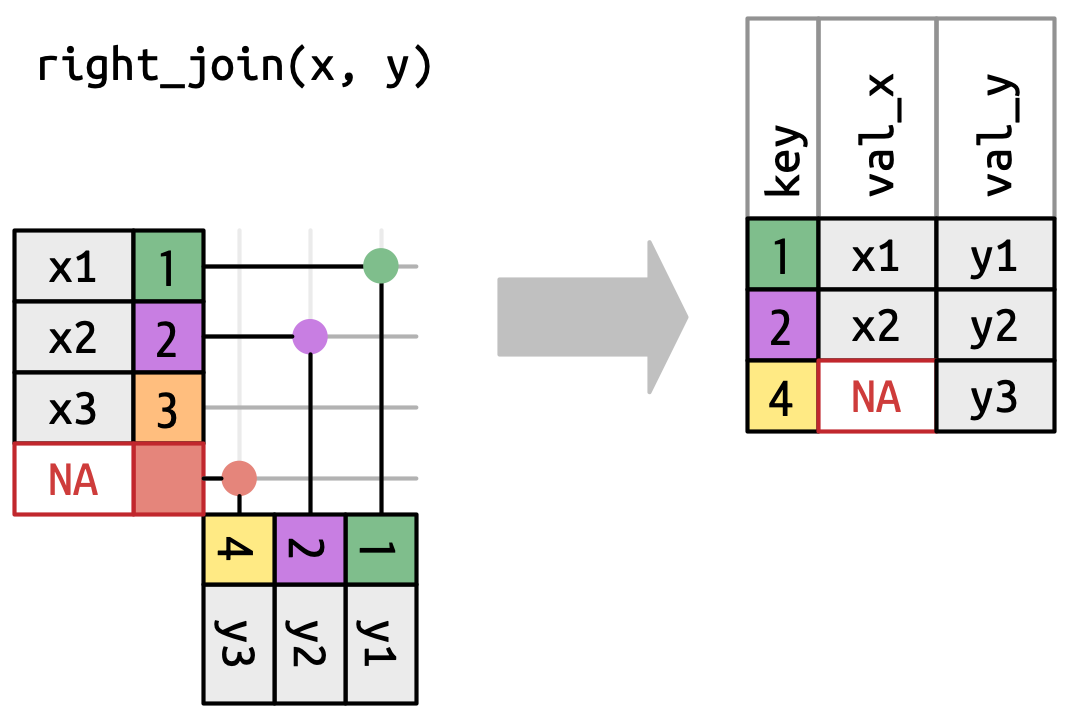 right_join(x, y)
x1 1
x2 2
x3 3
NA
4 2 1
y3 y2 y1
key val_x val_y
1 x1 y1
2 x2 y2
4 NA y3